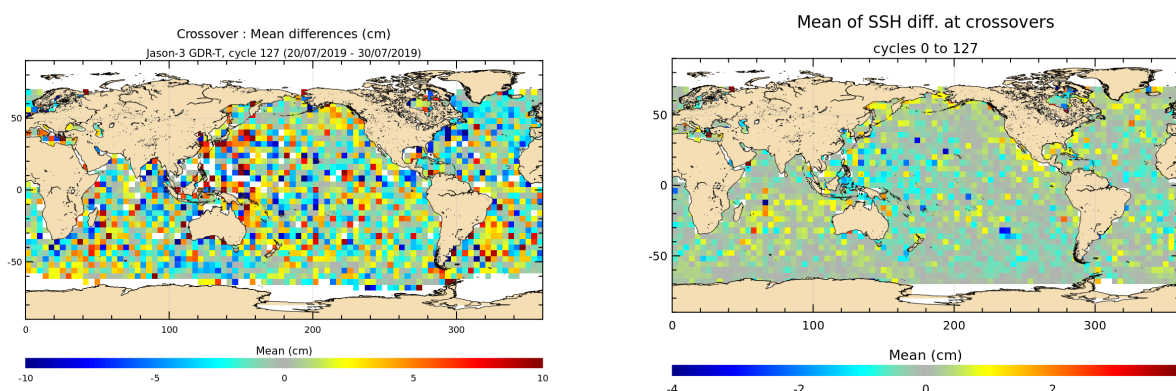 Crossover : Mean differences (cm)
Jason-3 GDR-T, cycle 127 (20/07/2019 - 30/07/2019)
50
0
-50
0 100 200 300
Mean (cm)
-10 -5 0 5 10
Mean of SSH diff. at crossovers
cycles 0 to 127
50
0
-50
0 100 200 300
Mean (cm)
-4 -2 0 2